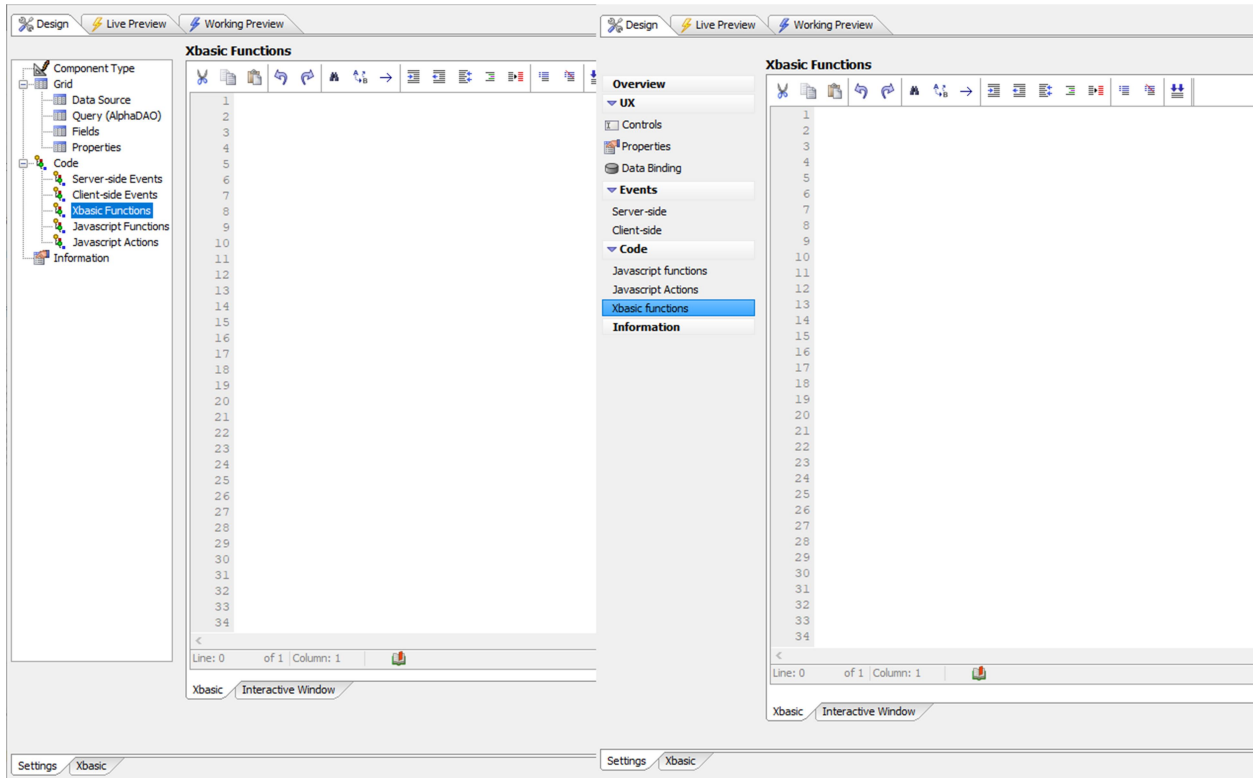 Design Live Preview Working Preview
Xbasic Functions
Component Type
Grid
Data Source
Query (AlphaDAO)
Fields
Properties
Code
Server-side Events
Client-side Events
Xbasic Functions
Javascript Functions
Javascript Actions
Information
1
2
3
4
5
6
7
8
9
10
11
12
13
14
15
16
17
18
19
20
21
22
23
24
25
26
27
28
29
30
31
32
33
34
Line: 0 of 1 Column: 1
Xbasic Interactive Window
Settings Xbasic
Design Live Preview Working Preview
Xbasic Functions
Overview
UX
Controls
Properties
Data Binding
Events
Server-side
Client-side
Code
Javascript functions
Javascript Actions
Xbasic functions
Information
1
2
3
4
5
6
7
8
9
10
11
12
13
14
15
16
17
18
19
20
21
22
23
24
25
26
27
28
29
30
31
32
33
34
Line: 0 of 1 Column: 1
Xbasic Interactive Window
Settings Xbasic